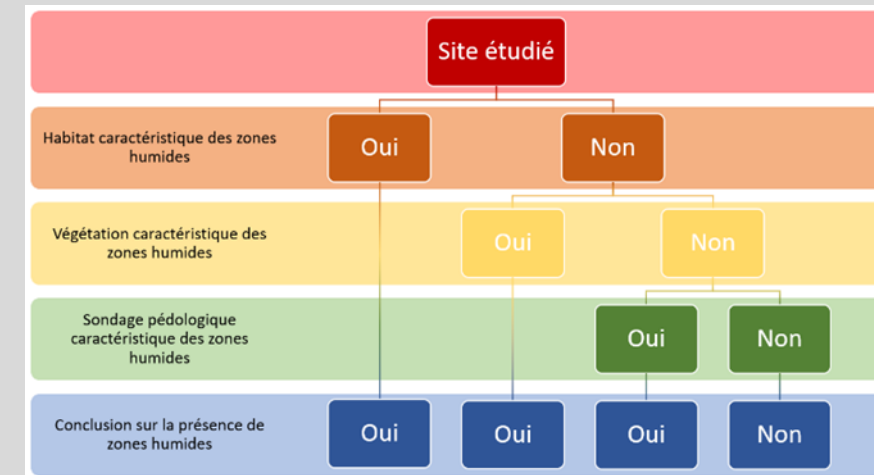 Site étudié
Habitat caractéristique des zones
humides
Oui
Non
Végétation caractéristique des
zones humides
Oui
Non
Sondage pédologique
caractéristique des zones
humides
Oui
Non
Conclusion sur la présence de
zones humides
Oui
Oui
Oui
Non